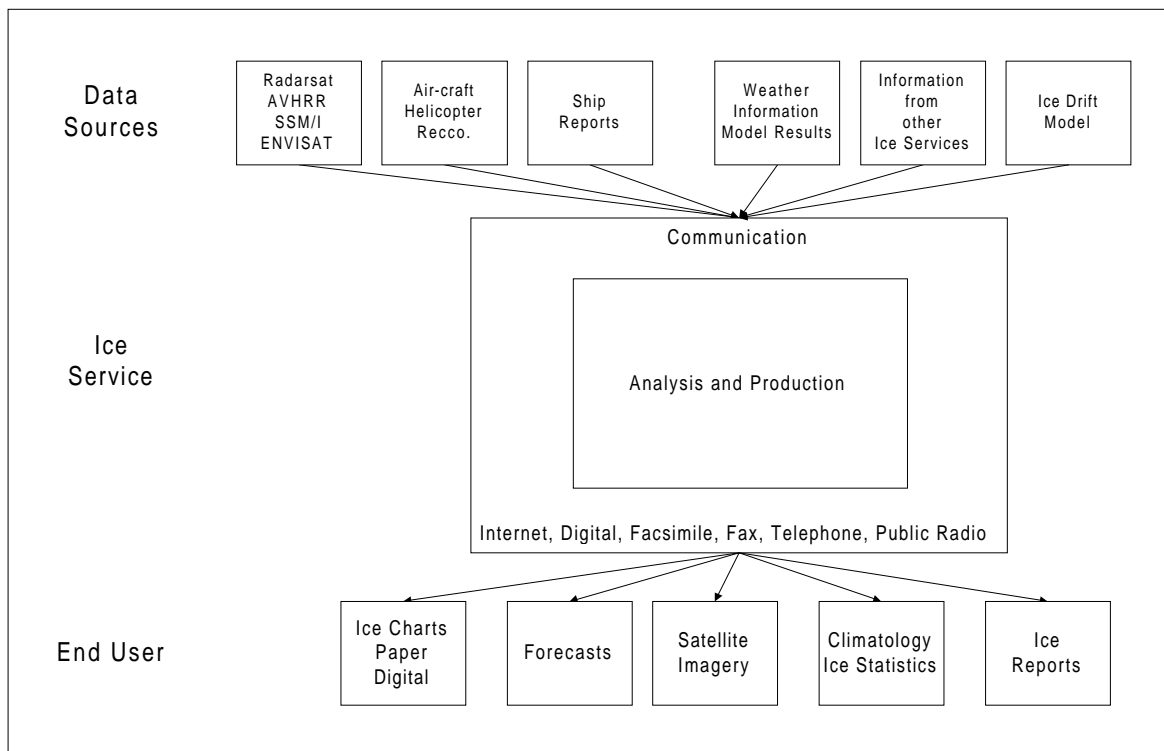 Data
Sources
Radarsat
AVHRR
SSM/I
ENVISAT
Air-craft
Helicopter
Recco.
Ship
Reports
Weather
Information
Model Results
Information
from
other
Ice Services
Ice Drift
Model
Communication
Ice
Service
Analysis and Production
Internet, Digital, Facsimile, Fax, Telephone, Public Radio
End User
Ice Charts
Paper
Digital
Forecasts
Satellite
Imagery
Climatology
Ice Statistics
Ice
Reports